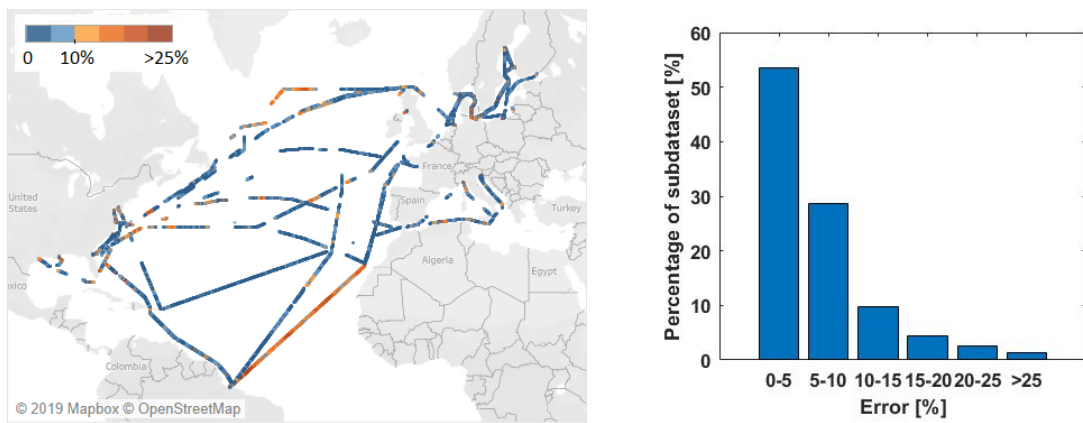 0 10% >25%
United
States
exico
Colombia
France
Spain
Algeria
Turkey
Egypt
© 2019 Mapbox © OpenStreetMap
Percentage of subdataset [%]
60
50
40
30
20
10
0
0-5 5-10 10-15 15-20 20-25 >25
Error [%]